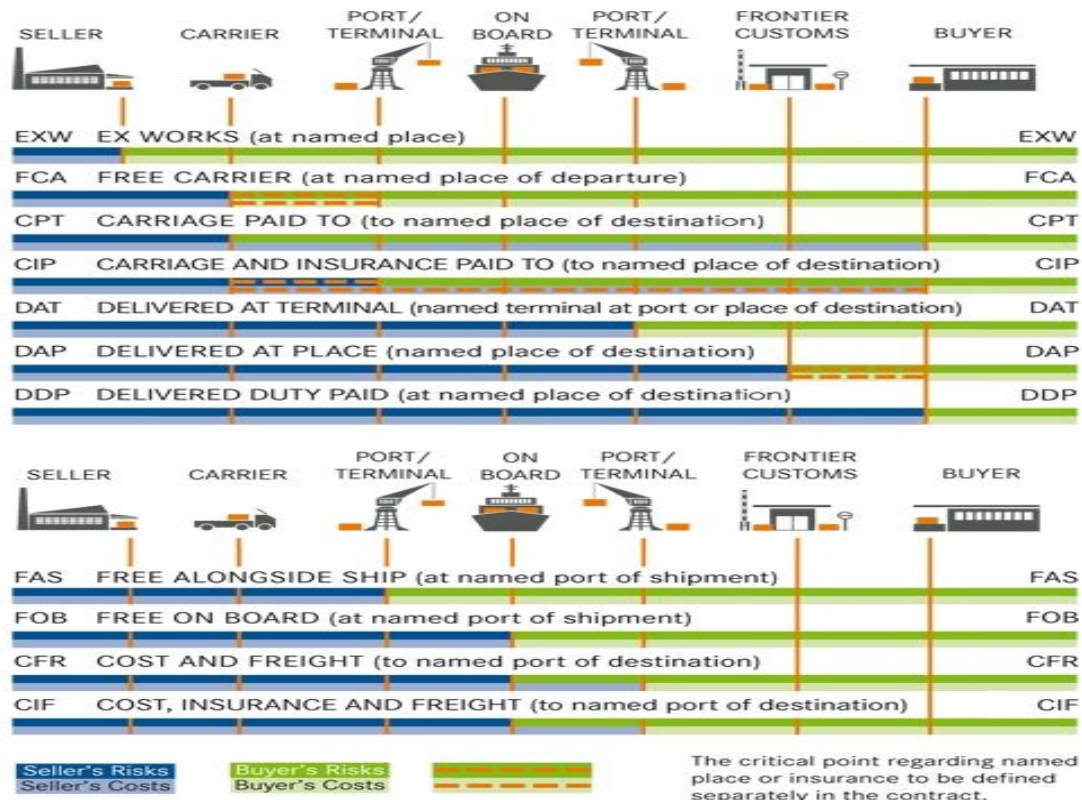 SELLER CARRIER PORT/ TERMINAL ON BOARD PORT/ TERMINAL FRONTIER CUSTOMS BUYER
EXW EX WORKS (at named place) EXW
FCA FREE CARRIER (at named place of departure) FCA
CPT CARRIAGE PAID TO (to named place of destination) CPT
CIP CARRIAGE AND INSURANCE PAID TO (to named place of destination) CIP
DAT DELIVERED AT TERMINAL (named terminal at port or place of destination) DAT
DAP DELIVERED AT PLACE (named place of destination) DAP
DDP DELIVERED DUTY PAID (at named place of destination) DDP
SELLER CARRIER PORT/ TERMINAL ON BOARD PORT/ TERMINAL FRONTIER CUSTOMS BUYER
FAS FREE ALONGSIDE SHIP (at named port of shipment) FAS
FOB FREE ON BOARD (at named port of shipment) FOB
CFR COST AND FREIGHT (to named port of destination) CFR
CIF COST, INSURANCE AND FREIGHT (to named port of destination) CIF
Seller's Risks Buyer's Risks
Seller's Costs Buyer's Costs
The critical point regarding named
place or insurance to be defined
separately in the contract.